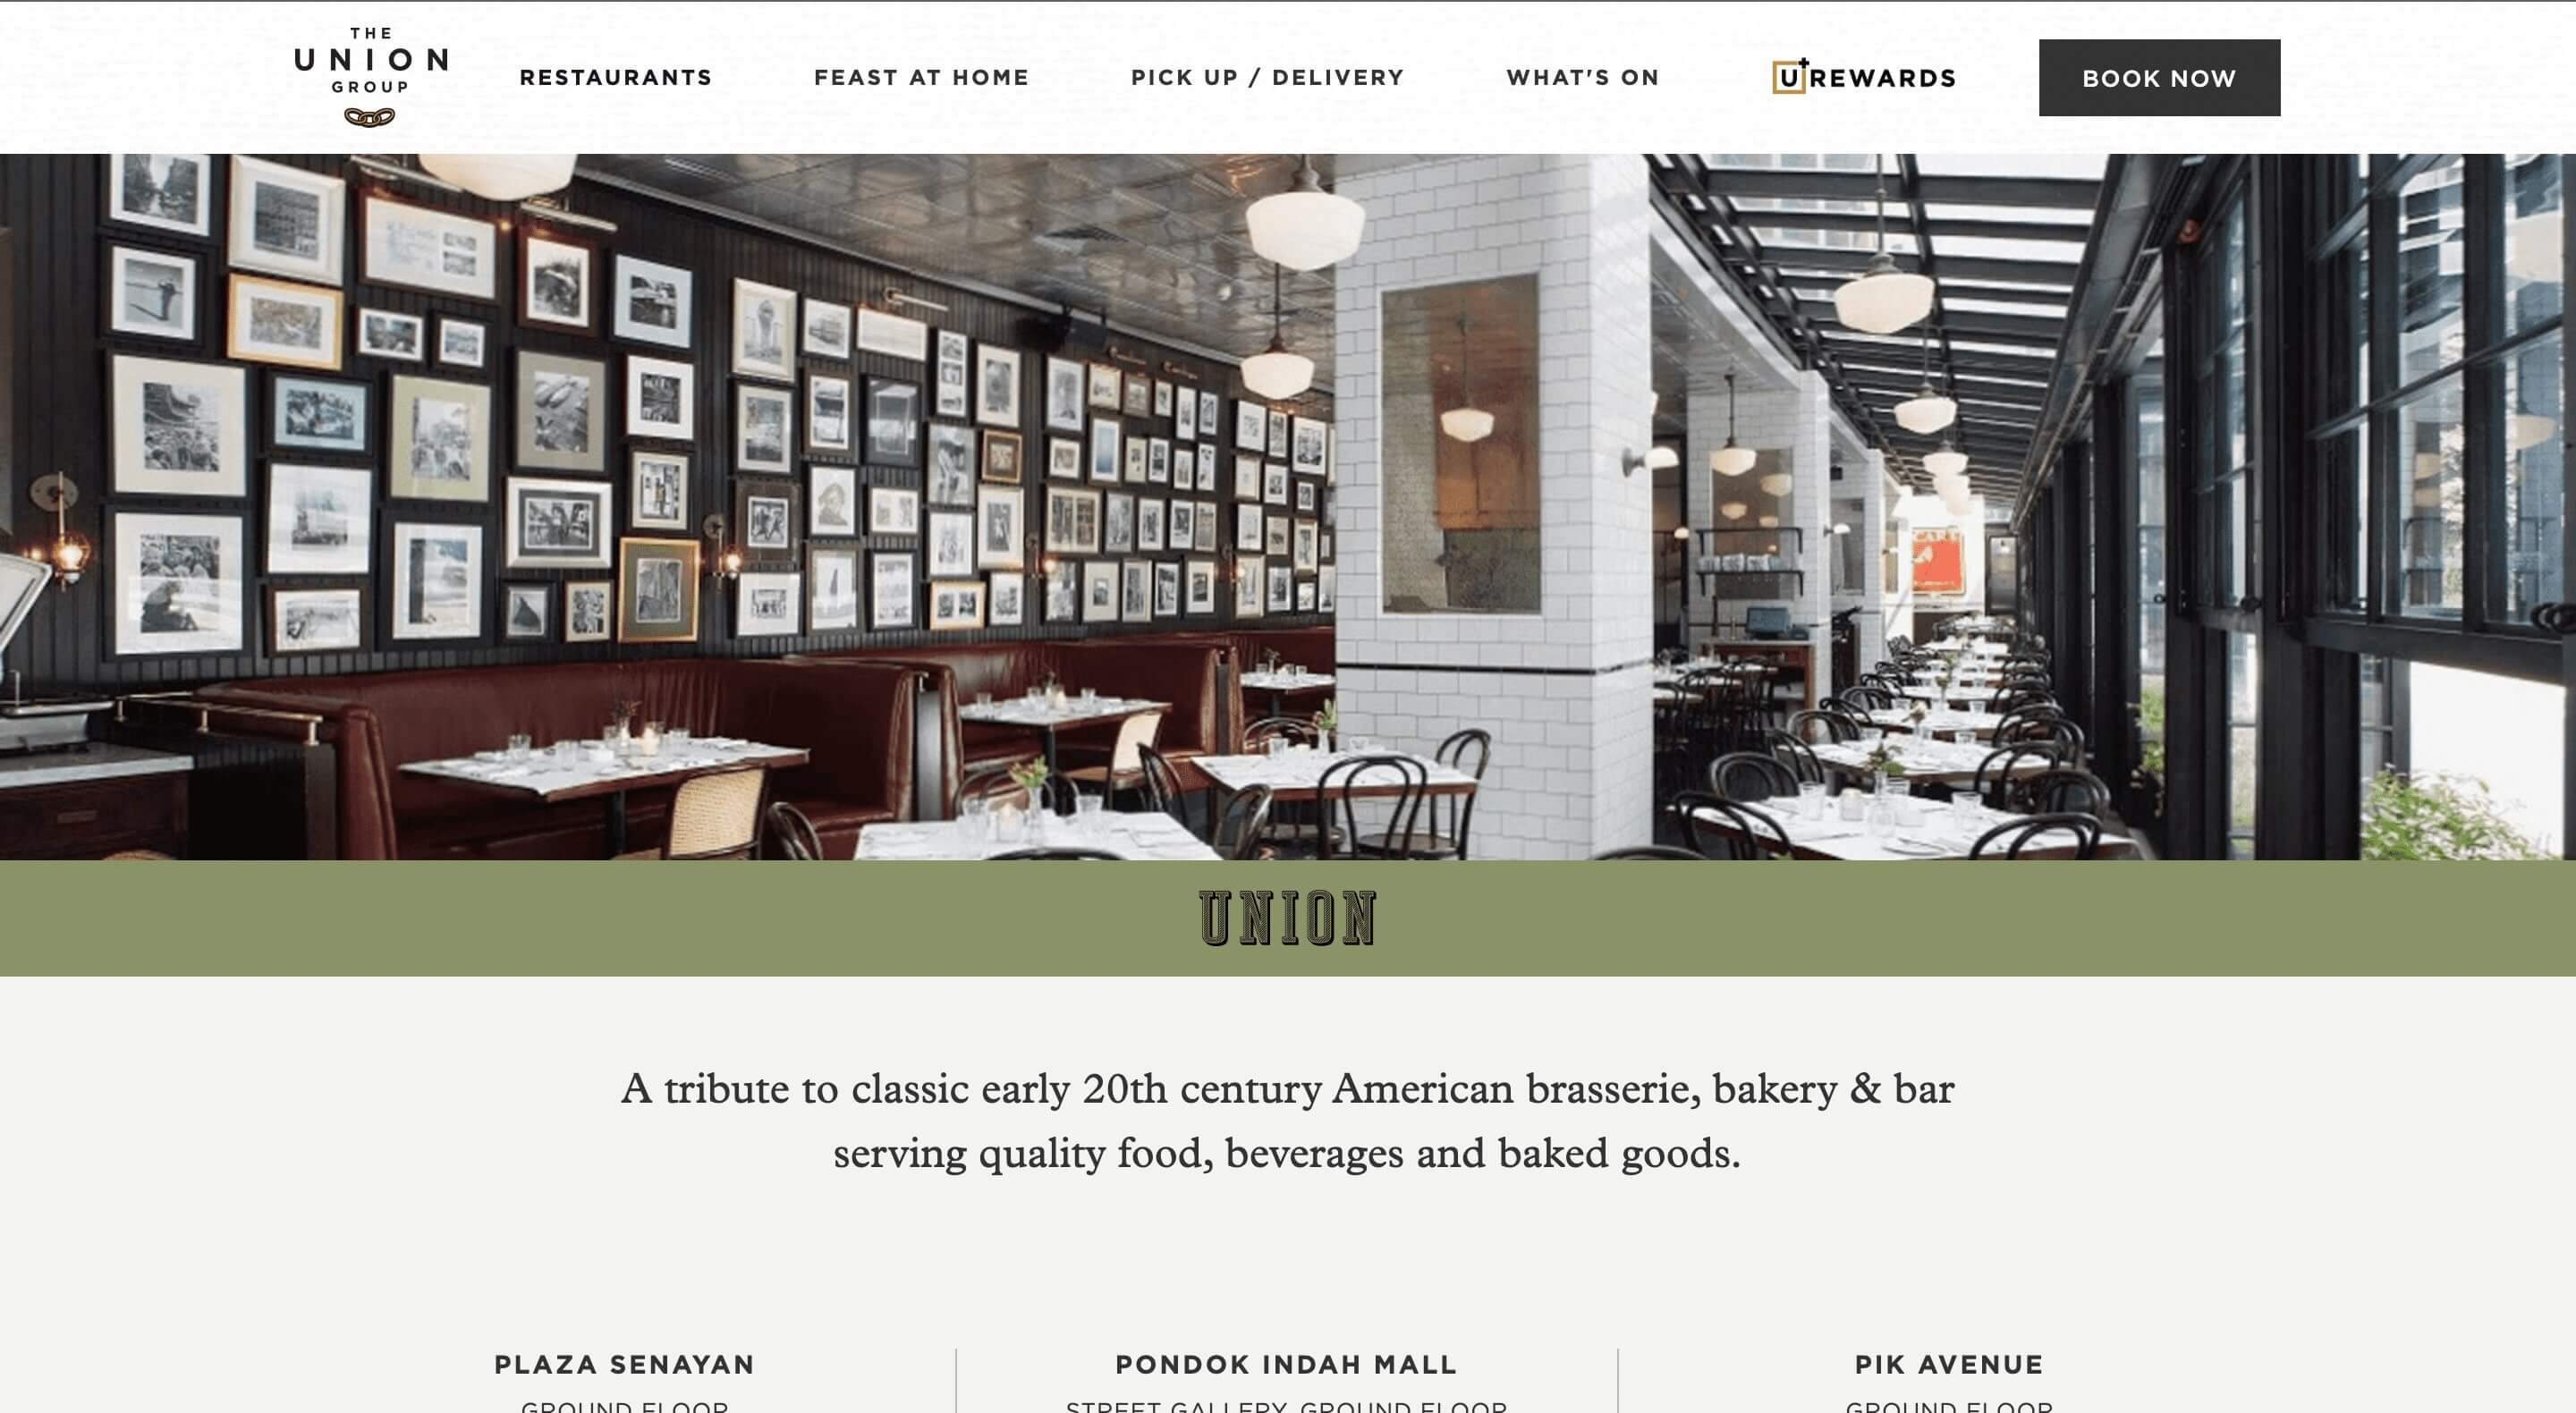 THE
UNION
GROUP
RESTAURANTS
FEAST AT HOME
PICK UP / DELIVERY
WHAT'S ON
U+REWARDS
BOOK NOW
UNION
A tribute to classic early 20th century American brasserie, bakery & bar
serving quality food, beverages and baked goods.
PLAZA SENAYAN
GROUND FLOOR
PONDOK INDAH MALL
STREET GALLERY, GROUND FLOOR
PIK AVENUE
GROUND FLOOR